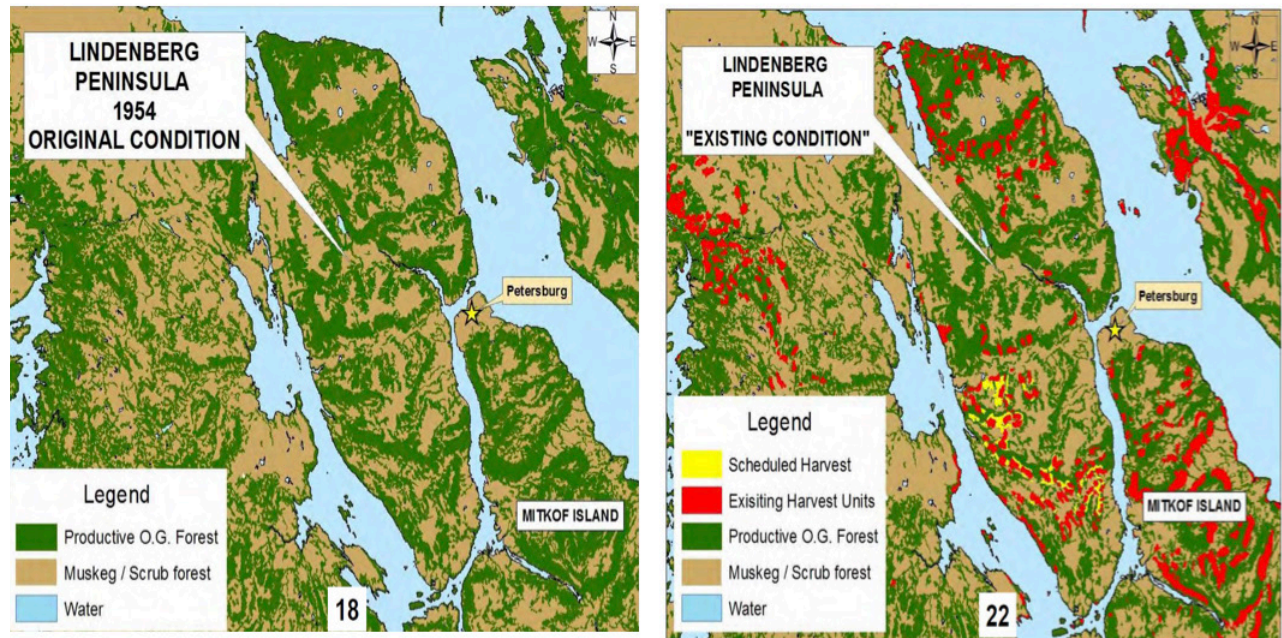 LINDENBERG
PENINSULA
1954
ORIGINAL CONDITION
N
W E
S
Petersburg
MITKOF ISLAND
Legend
Productive O.G. Forest
Muskeg / Scrub forest
Water
18
LINDENBERG
PENINSULA
"EXISTING CONDITION"
N
W E
S
Petersburg
MITKOF ISLAND
Legend
Scheduled Harvest
Exisiting Harvest Units
Productive O.G. Forest
Muskeg / Scrub forest
Water
22